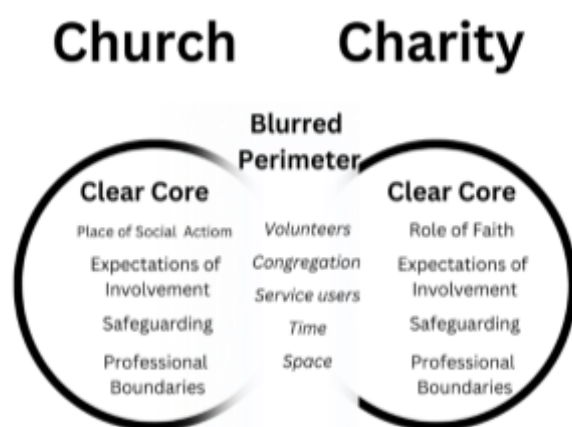 Church
Charity
Blurred
Perimeter
Clear Core
Place of Social Actiom
Expectations of
Involvement
Safeguarding
Professional
Boundaries
Volunteers
Congregation
Service users
Time
Space
Clear Core
Role of Faith
Expectations of
Involvement
Safeguarding
Professional
Boundaries